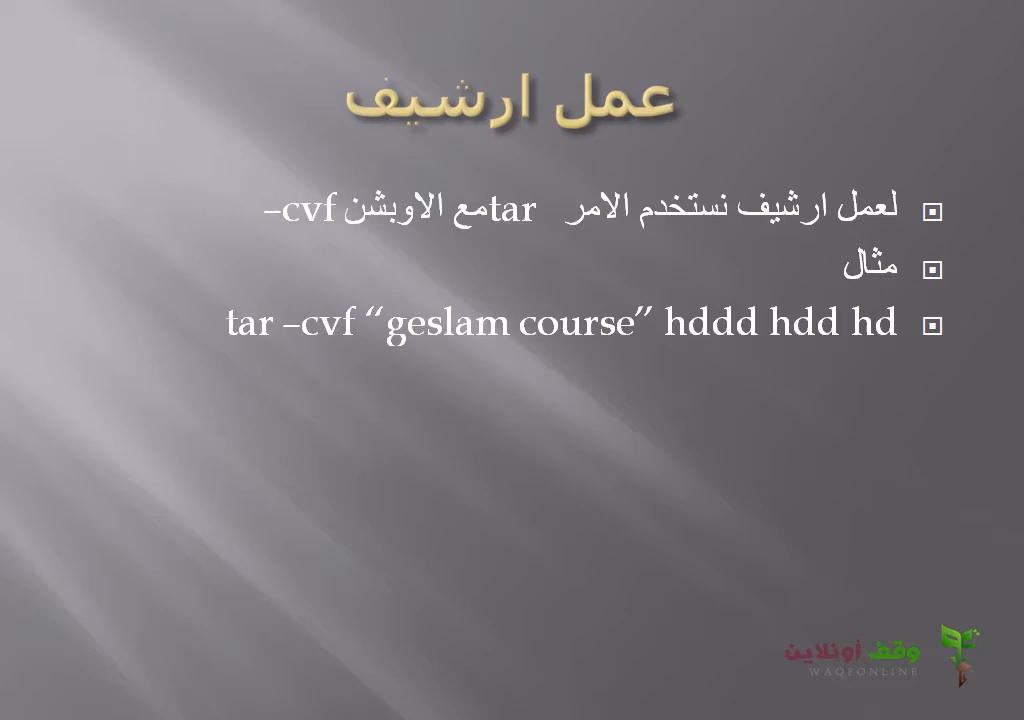 عمل ارشيف
لعمل ارشيف نستخدم الامر tar مع الاوبشن cvf–
مثال
tar –cvf “geslam course” hddd hdd hd
وقف أونلاين
WAQFONLINE